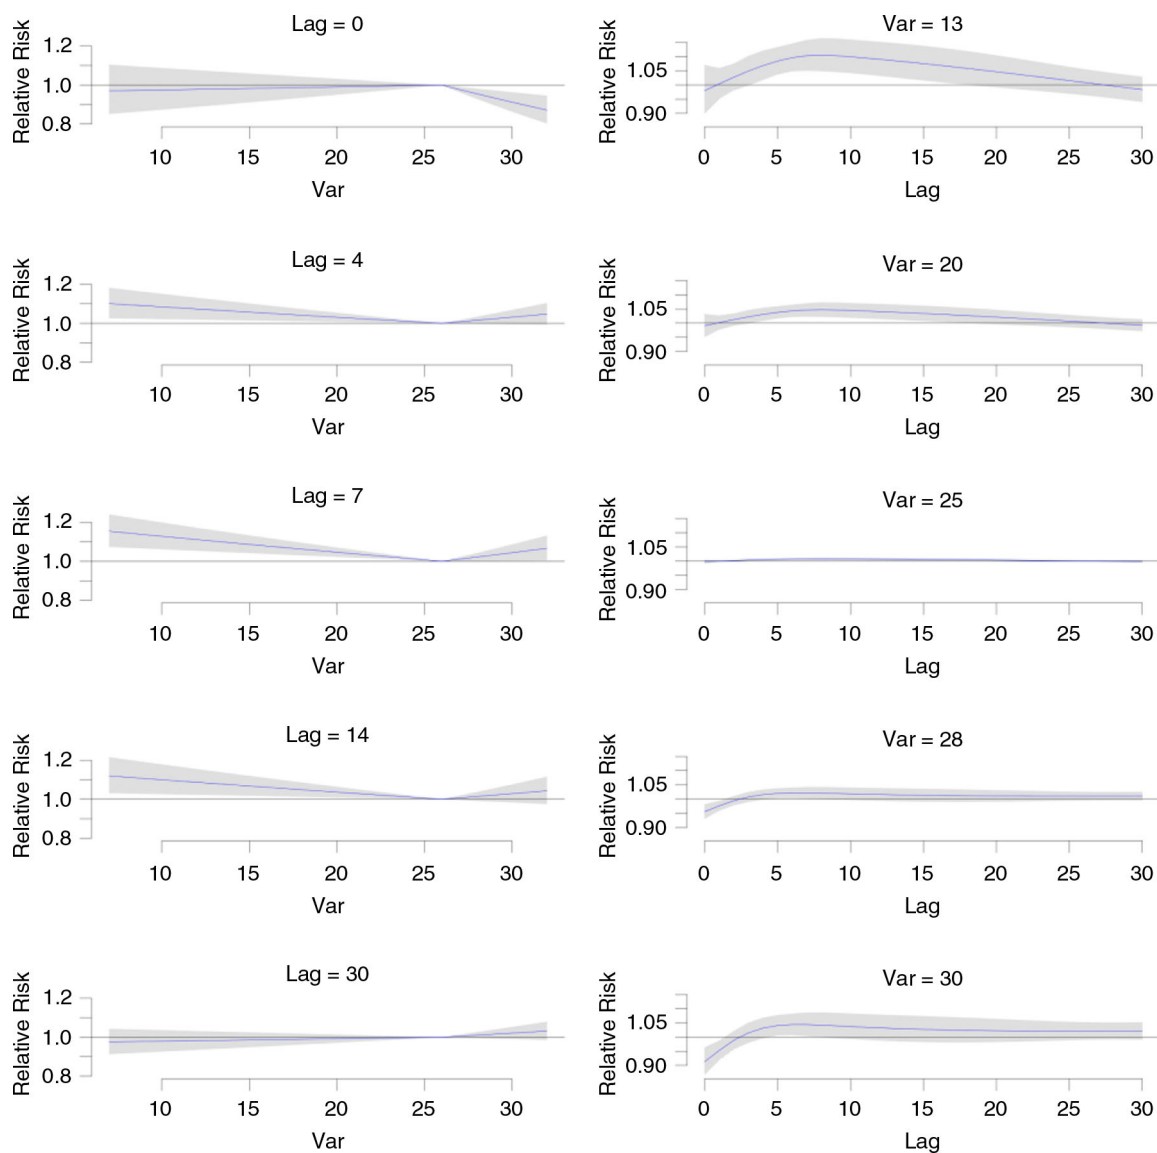 Lag = 0
Relative Risk
1.2
1.0
0.8
10 15 20 25 30
Var
Var = 13
Relative Risk
1.05
0.90
0 5 10 15 20 25 30
Lag
Lag = 4
Relative Risk
1.2
1.0
0.8
10 15 20 25 30
Var
Var = 20
Relative Risk
1.05
0.90
0 5 10 15 20 25 30
Lag
Lag = 7
Relative Risk
1.2
1.0
0.8
10 15 20 25 30
Var
Var = 25
Relative Risk
1.05
0.90
0 5 10 15 20 25 30
Lag
Lag = 14
Relative Risk
1.2
1.0
0.8
10 15 20 25 30
Var
Var = 28
Relative Risk
1.05
0.90
0 5 10 15 20 25 30
Lag
Lag = 30
Relative Risk
1.2
1.0
0.8
10 15 20 25 30
Var
Var = 30
Relative Risk
1.05
0.90
0 5 10 15 20 25 30
Lag